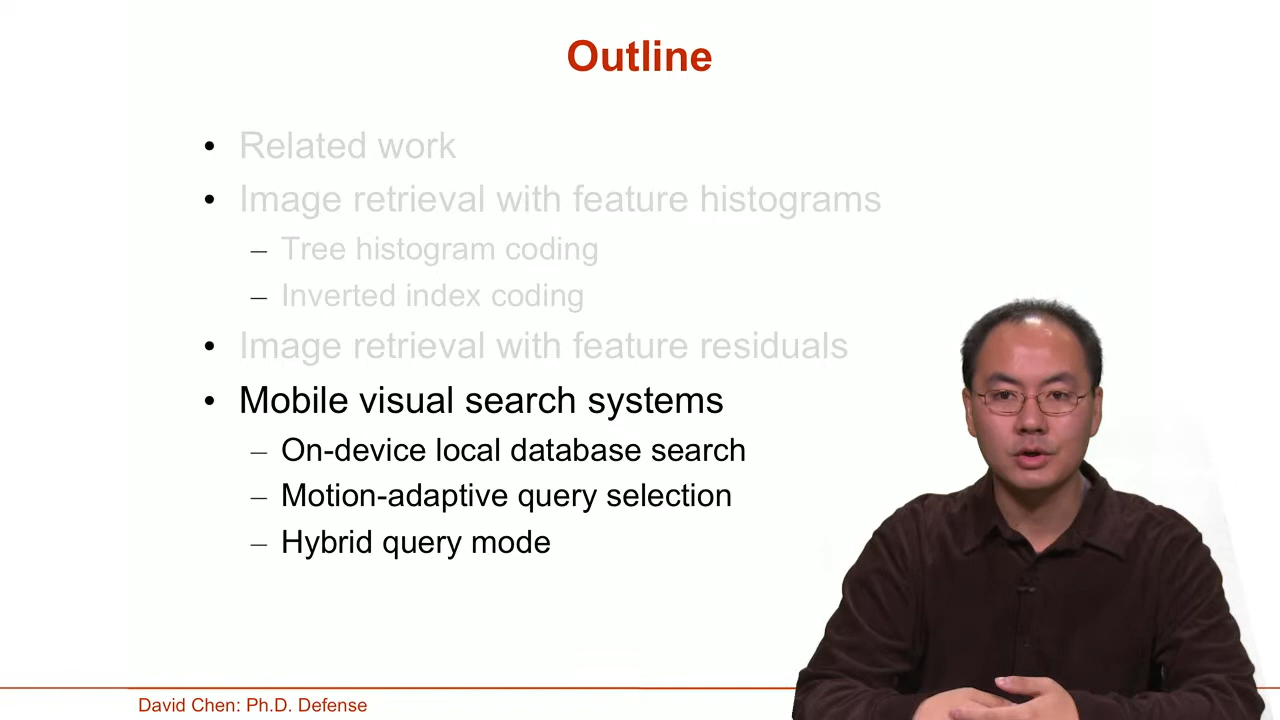 Outline
• Related work
• Image retrieval with feature histograms
– Tree histogram coding
– Inverted index coding
• Image retrieval with feature residuals
• Mobile visual search systems
– On-device local database search
– Motion-adaptive query selection
– Hybrid query mode
David Chen: Ph.D. Defense